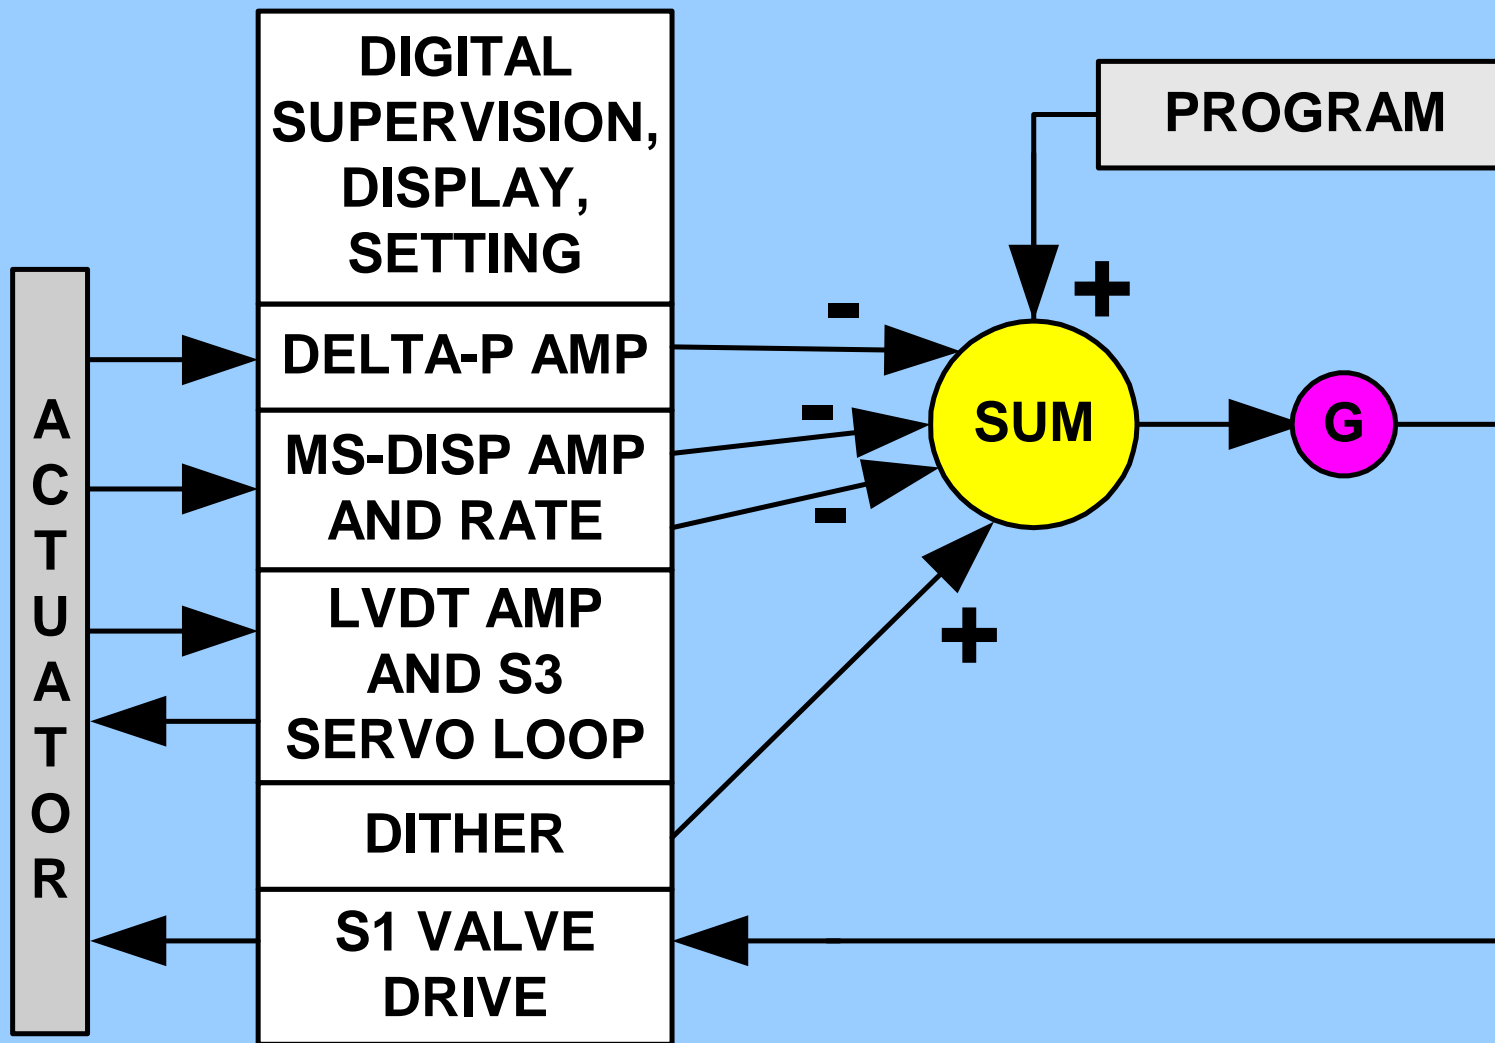 DIGITAL
SUPERVISION,
DISPLAY,
SETTING
DELTA-P AMP
MS-DISP AMP
AND RATE
LVDT AMP
AND S3
SERVO LOOP
DITHER
S1 VALVE
DRIVE
ACTUATOR
PROGRAM
-
+
-
SUM
G
-
+